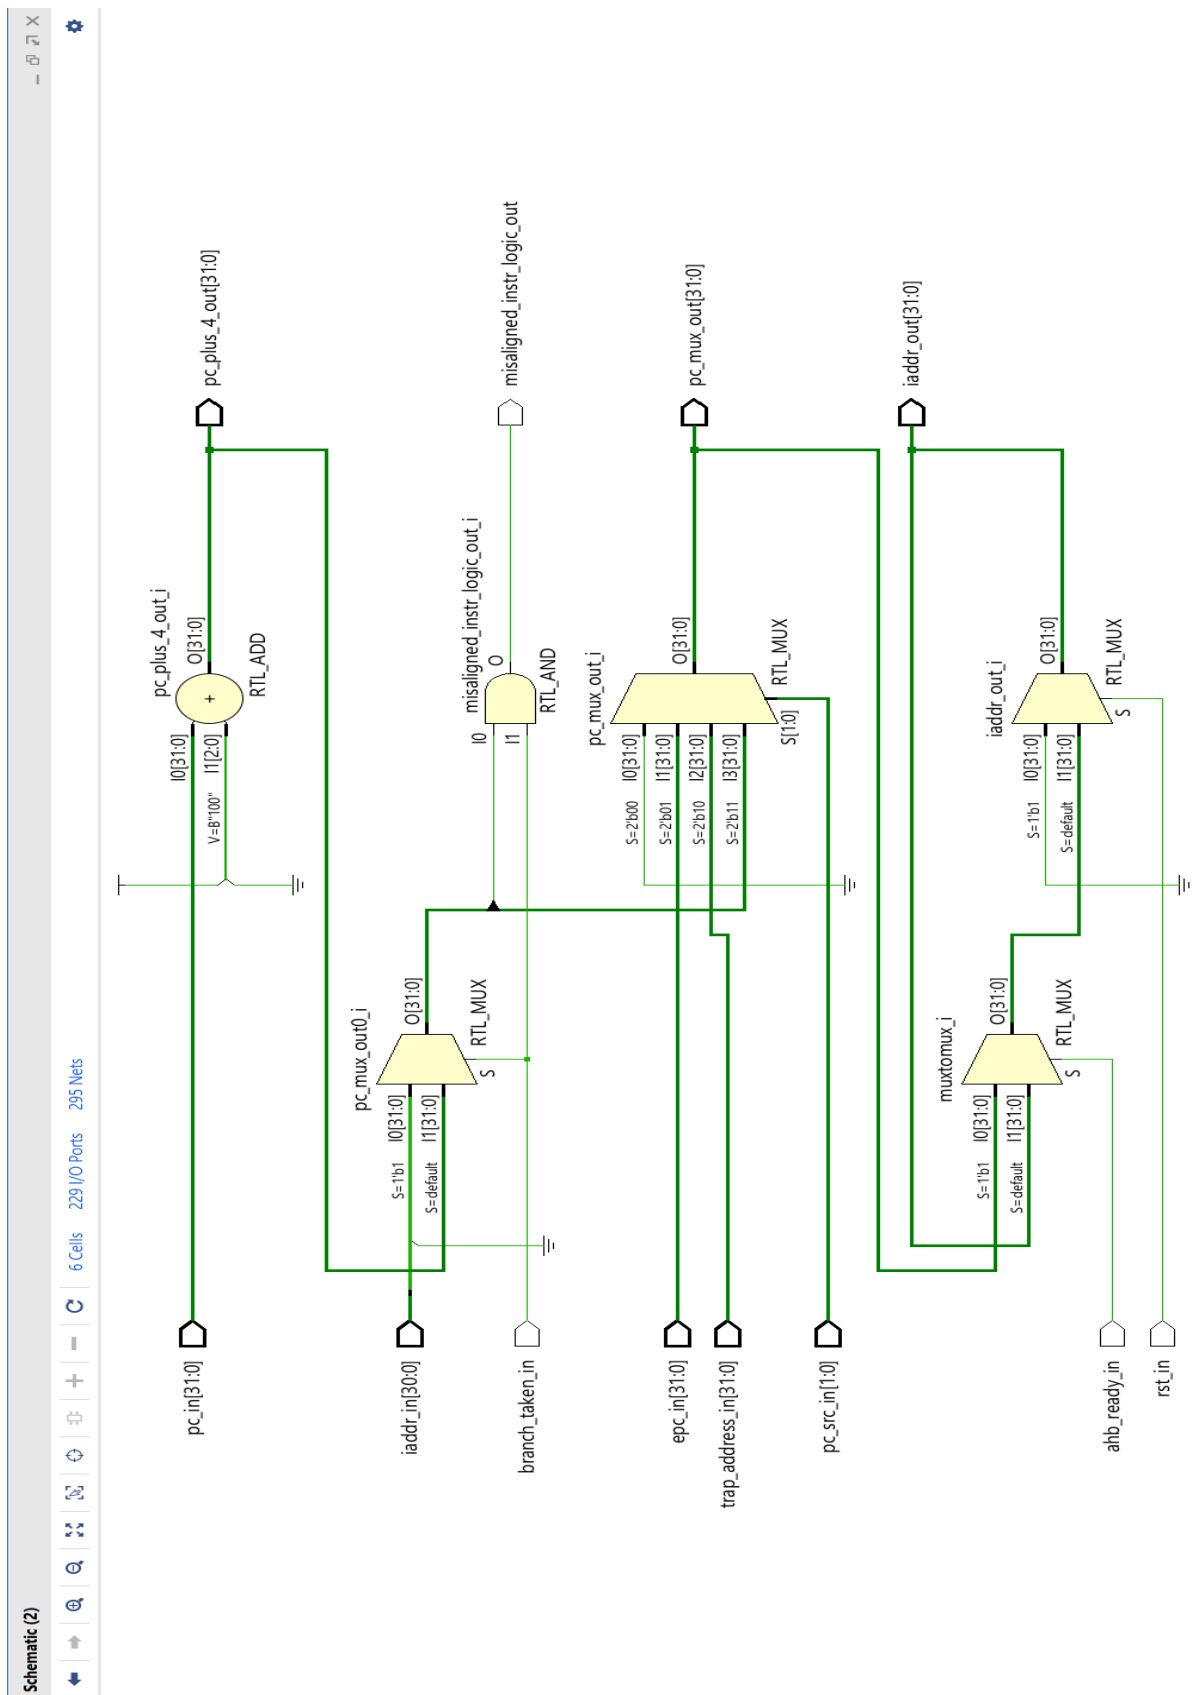 Schematic (2)
6 Cells 229 I/O Ports 295 Nets
pc_in[31:0]
V=B"100"
I0[31:0]
I1[2:0]
pc_plus_4_out_i
+
O[31:0]
RTL_ADD
pc_plus_4_out[31:0]
iaddr_in[30:0]
S=1'b1
S=default
I0[31:0]
I1[31:0]
pc_mux_out0_i
O[31:0]
S
RTL_MUX
branch_taken_in
I0
I1
misaligned_instr_logic_out_i
O
RTL_AND
misaligned_instr_logic_out
epc_in[31:0]
trap_address_in[31:0]
pc_src_in[1:0]
S=2'b00
S=2'b01
S=2'b10
S=2'b11
I0[31:0]
I1[31:0]
I2[31:0]
I3[31:0]
S[1:0]
pc_mux_out_i
O[31:0]
RTL_MUX
pc_mux_out[31:0]
ahb_ready_in
rst_in
S=1'b1
S=default
I0[31:0]
I1[31:0]
muxtomux_i
O[31:0]
S
RTL_MUX
S=1'b1
S=default
I0[31:0]
I1[31:0]
iaddr_out_i
O[31:0]
S
RTL_MUX
iaddr_out[31:0]